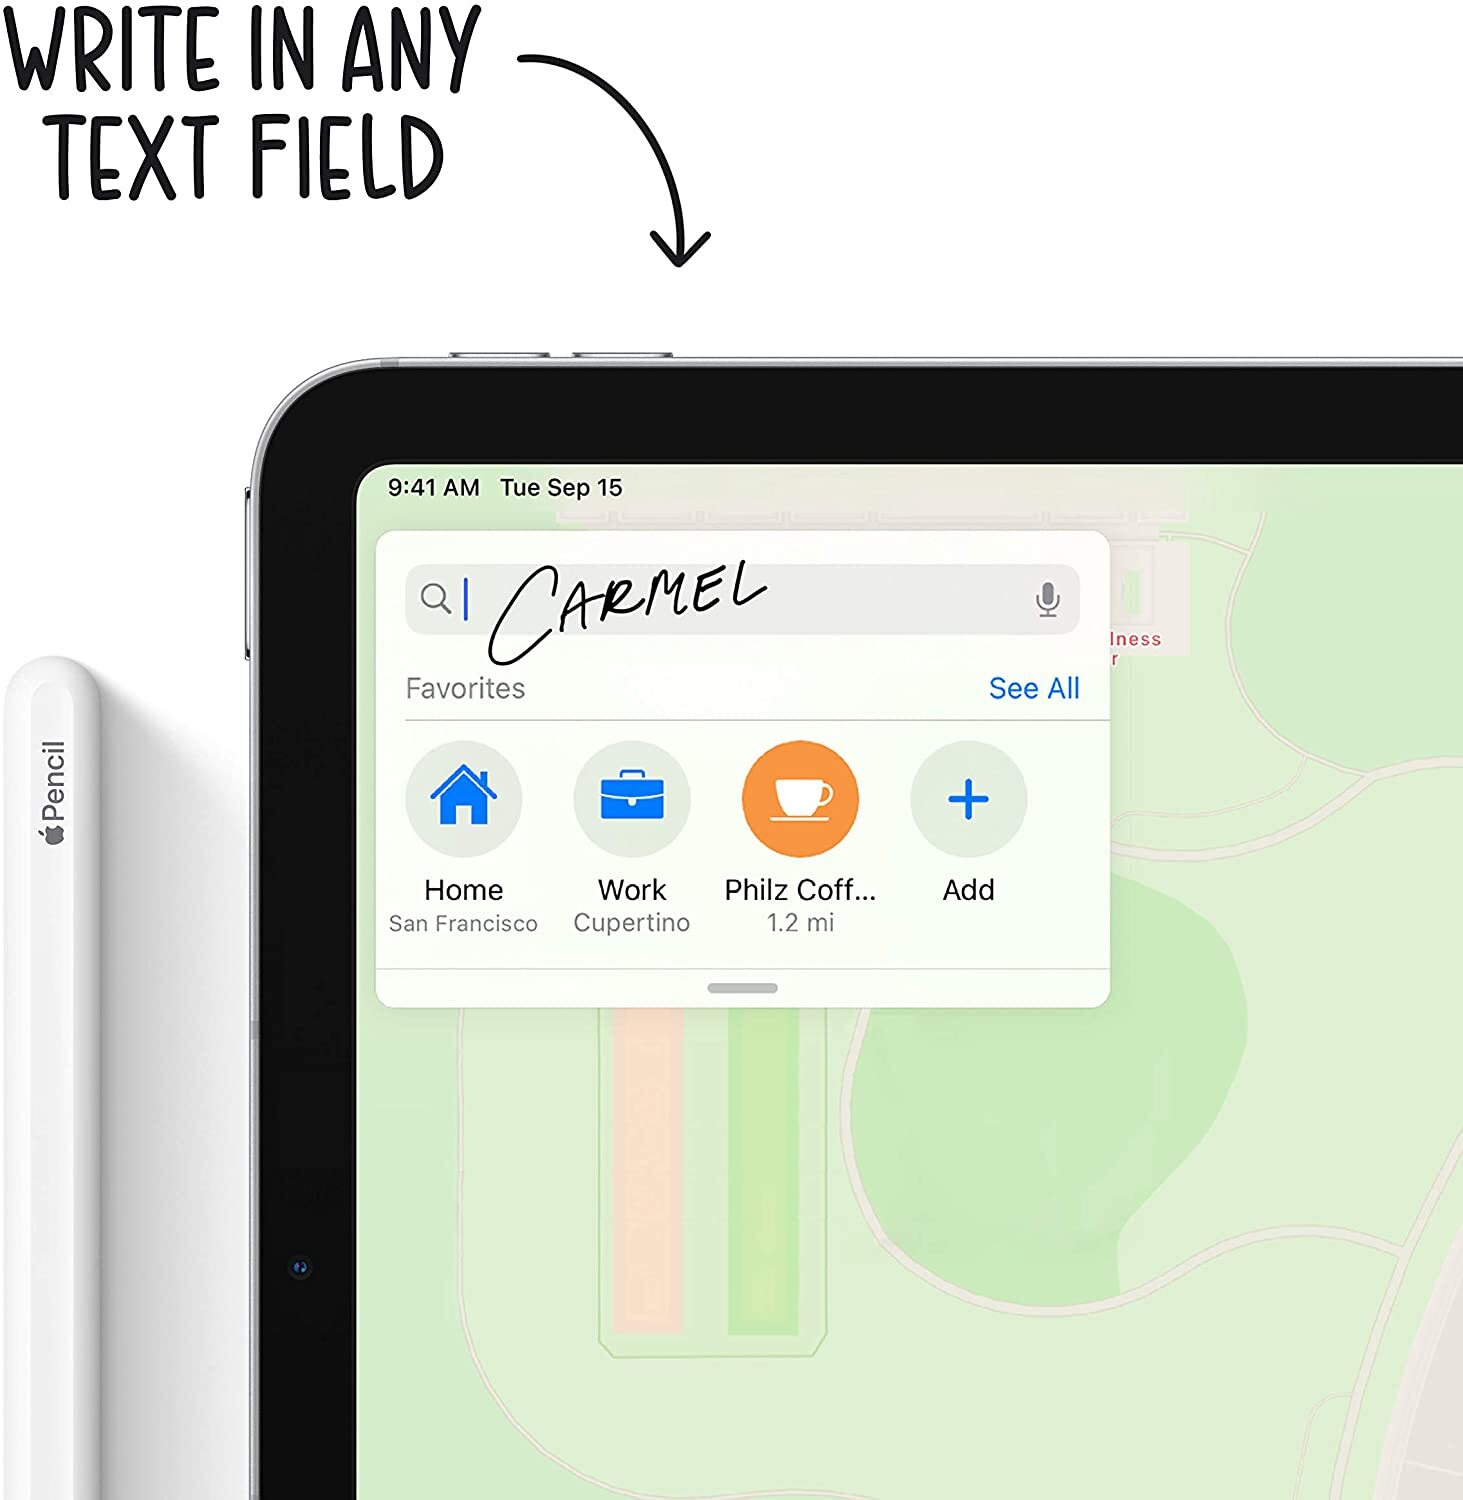 WRITE IN ANY
TEXT FIELD
9:41 AM Tue Sep 15
CARMEL
lness
r
Favorites See All
Pencil
Home Work Philz Coff... Add
San Francisco Cupertino 1.2 mi